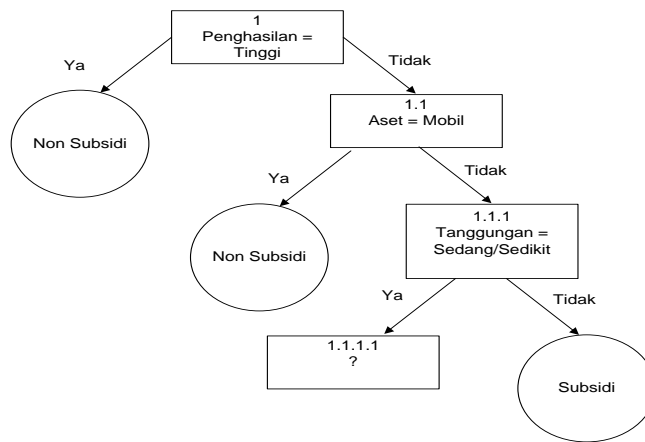 1
Penghasilan =
Tinggi
Ya
Tidak
Non Subsidi
1.1
Aset = Mobil
Ya
Tidak
Non Subsidi
1.1.1
Tanggungan =
Sedang/Sedikit
Ya
Tidak
1.1.1.1
?
Subsidi